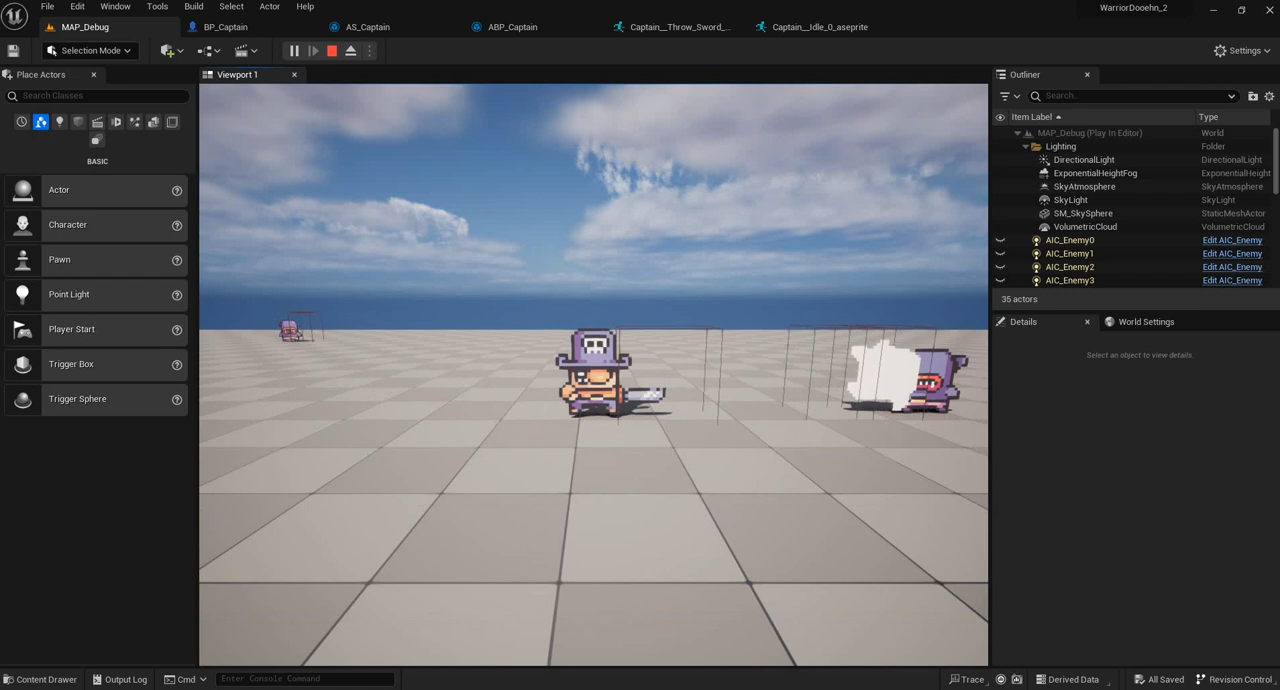 File Edit Window Tools Build Select Actor Help
WarriorDooehn_2
MAP_Debug
BP_Captain
AS_Captain
ABP_Captain
Captain__Throw_Sword_...
Captain__Idle_0_aseprite
Selection Mode
Settings
Place Actors
Viewport 1
Outliner
Search Classes
Search...
Item Label
Type
BASIC
MAP_Debug (Play In Editor) World
Lighting Folder
DirectionalLight DirectionalLight
ExponentialHeightFog ExponentialHeight
SkyAtmosphere SkyAtmosphere
SkyLight SkyLight
SM_SkySphere StaticMeshActor
VolumetricCloud VolumetricCloud
AIC_Enemy0 Edit AIC_Enemy
AIC_Enemy1 Edit AIC_Enemy
AIC_Enemy2 Edit AIC_Enemy
AIC_Enemy3 Edit AIC_Enemy
35 actors
Actor
Character
Pawn
Point Light
Player Start
Trigger Box
Trigger Sphere
Details
World Settings
Select an object to view details.
Content Drawer
Output Log
Cmd
Enter Console Command
Trace
Derived Data
All Saved
Revision Control